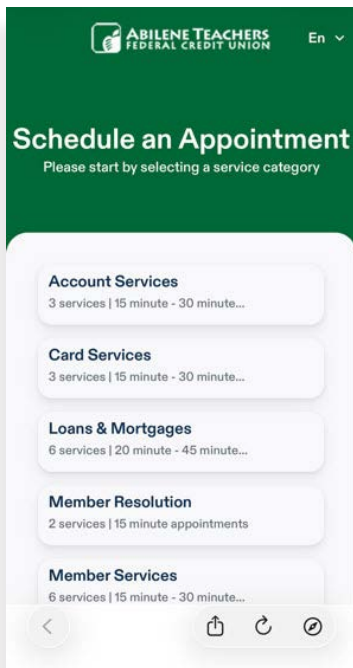 ABILENE TEACHERS
FEDERAL CREDIT UNION
En
Schedule an Appointment
Please start by selecting a service category
Account Services
3 services | 15 minute - 30 minute...
Card Services
3 services | 15 minute - 30 minute...
Loans & Mortgages
6 services | 20 minute - 45 minute...
Member Resolution
2 services | 15 minute appointments
Member Services
6 services | 15 minute - 30 minute...